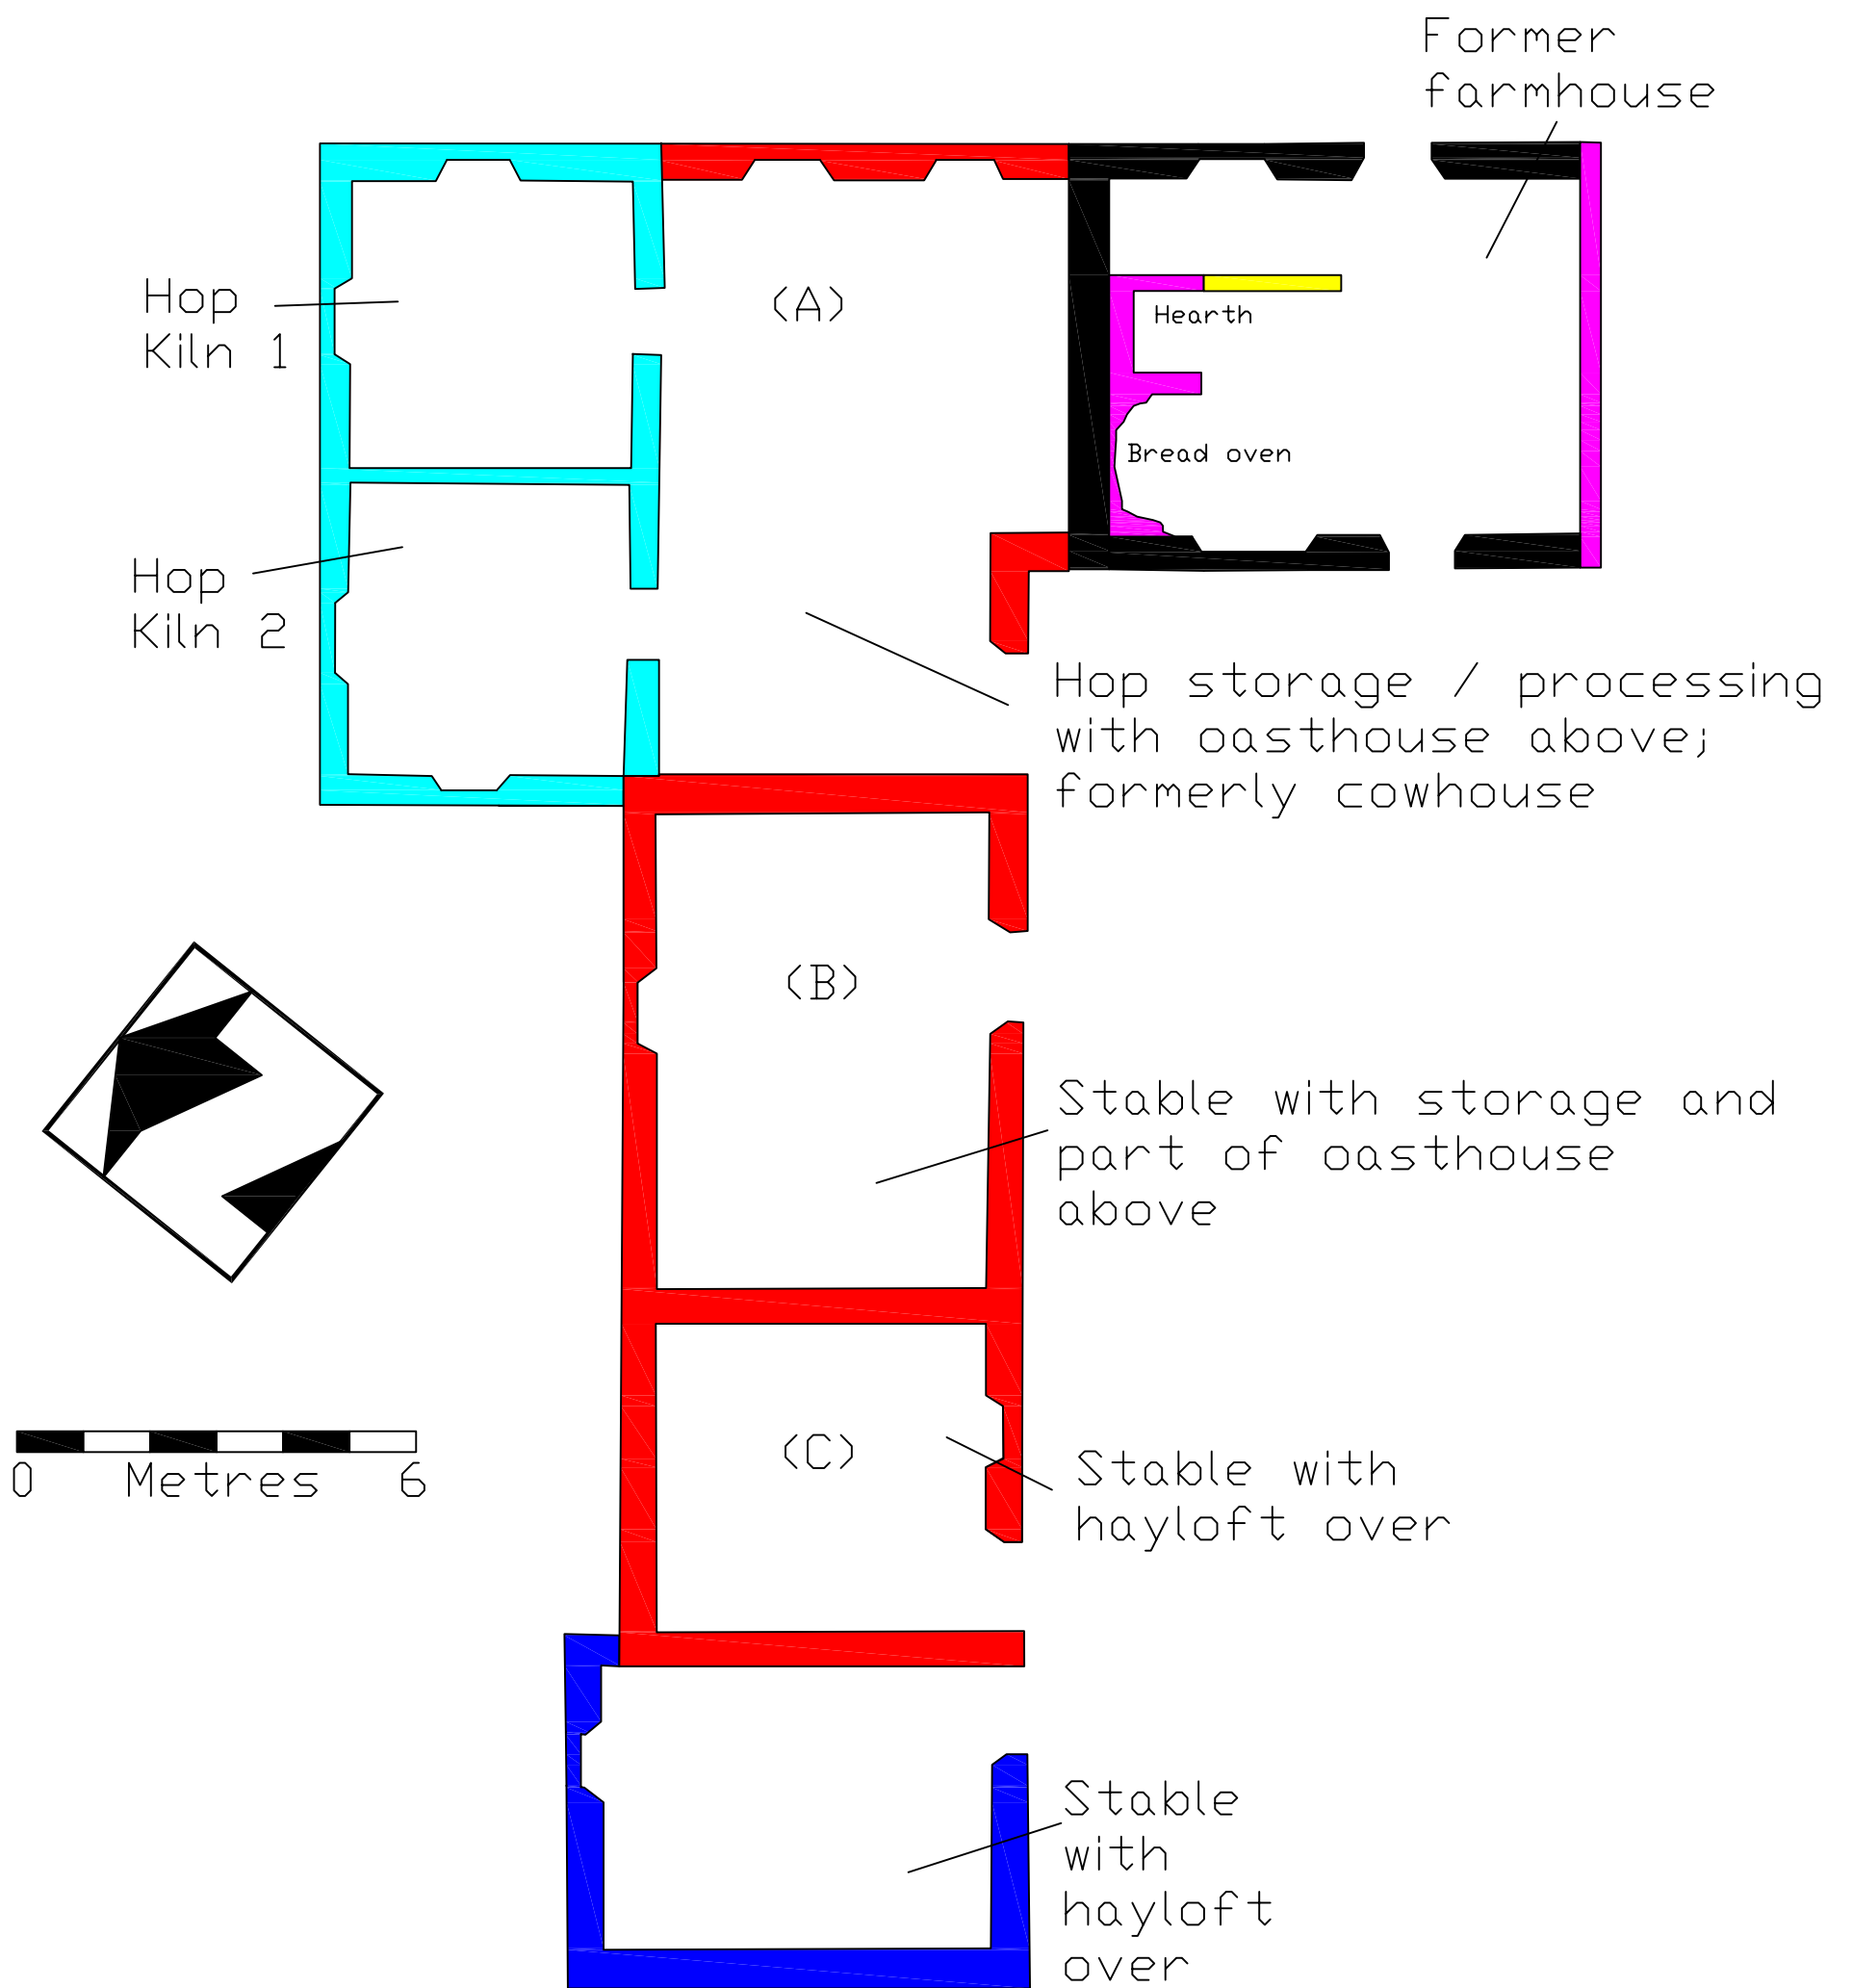 Former
farmhouse
Hop
Kiln 1
(A)
Hearth
Bread oven
Hop
Kiln 2
Hop storage / processing
with oasthouse above;
formerly cowhouse
(B)
Stable with storage and
part of oasthouse
above
(C)
Stable with
hayloft over
0 Metres 6
Stable
with
hayloft
over